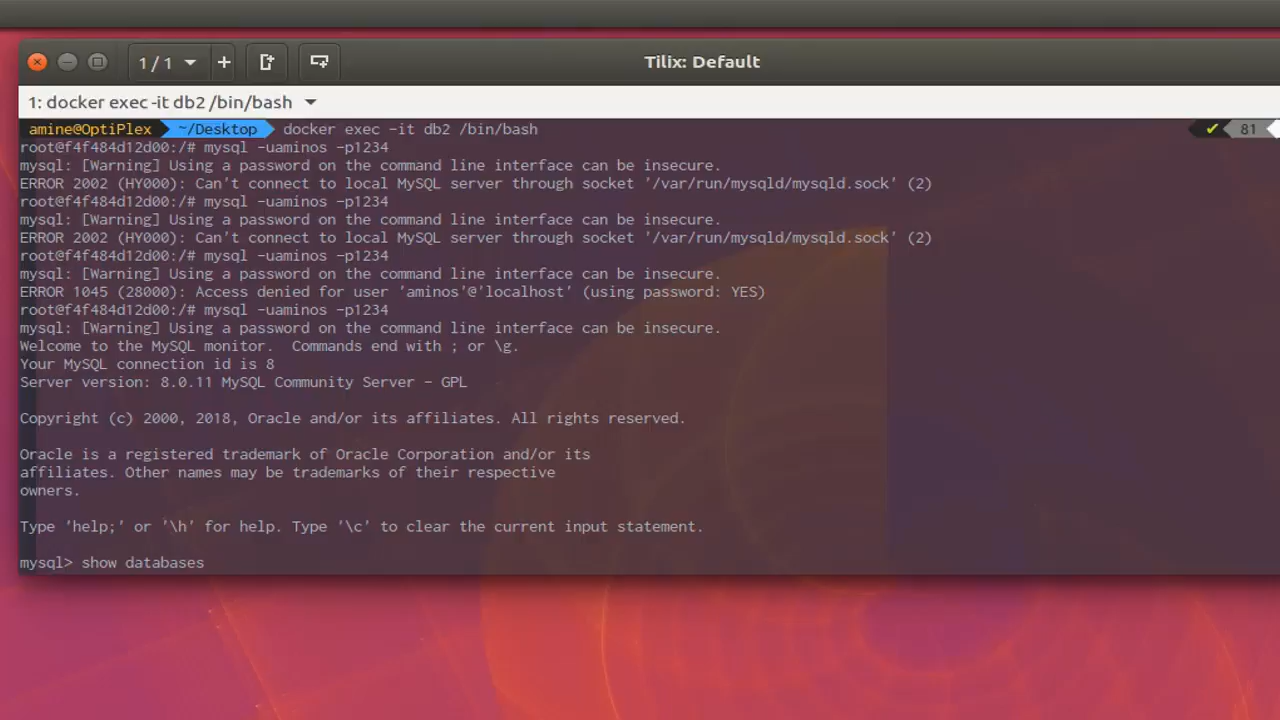 1 / 1
Tilix: Default
1: docker exec -it db2 /bin/bash
amine@OptiPlex ~/Desktop docker exec -it db2 /bin/bash ✔ 81
root@f4f484d12d00:/# mysql -uaminos -p1234
mysql: [Warning] Using a password on the command line interface can be insecure.
ERROR 2002 (HY000): Can't connect to local MySQL server through socket '/var/run/mysqld/mysqld.sock' (2)
root@f4f484d12d00:/# mysql -uaminos -p1234
mysql: [Warning] Using a password on the command line interface can be insecure.
ERROR 2002 (HY000): Can't connect to local MySQL server through socket '/var/run/mysqld/mysqld.sock' (2)
root@f4f484d12d00:/# mysql -uaminos -p1234
mysql: [Warning] Using a password on the command line interface can be insecure.
ERROR 1045 (28000): Access denied for user 'aminos'@'localhost' (using password: YES)
root@f4f484d12d00:/# mysql -uaminos -p1234
mysql: [Warning] Using a password on the command line interface can be insecure.
Welcome to the MySQL monitor.  Commands end with ; or \g.
Your MySQL connection id is 8
Server version: 8.0.11 MySQL Community Server - GPL
Copyright (c) 2000, 2018, Oracle and/or its affiliates. All rights reserved.
Oracle is a registered trademark of Oracle Corporation and/or its
affiliates. Other names may be trademarks of their respective
owners.
Type 'help;' or '\h' for help. Type '\c' to clear the current input statement.
mysql> show databases